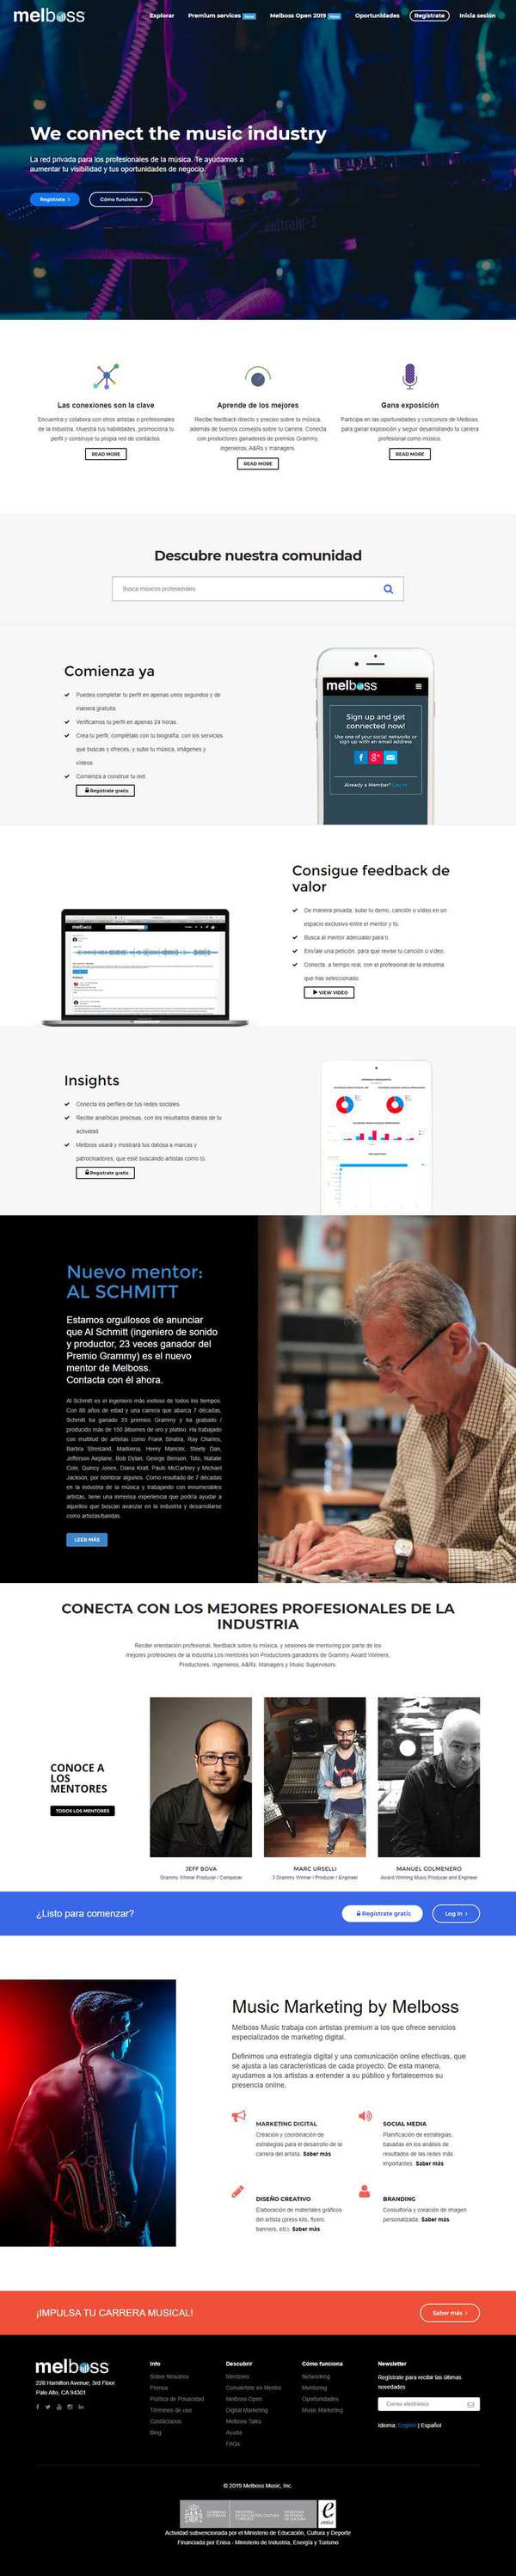 melboss
Explorar Premium services New Melboss Open 2019 New Oportunidades Regístrate Inicia sesión
We connect the music industry
La red privada para los profesionales de la música. Te ayudamos a
aumentar tu visibilidad y tus oportunidades de negocio.
Regístrate
Cómo funciona
Las conexiones son la clave
Encuentra y colabora con otros artistas o profesionales
de la industria. Muestra tus habilidades, promociona tu
perfil y construye tu propia red de contactos.
READ MORE
Aprende de los mejores
Recibe feedback directo y preciso sobre tu música,
además de buenos consejos sobre tu carrera. Conecta
con productores ganadores de premios Grammy,
ingenieros, A&Rs y managers.
READ MORE
Gana exposición
Participa en las oportunidades y concursos de Melboss
para ganar exposición y seguir desarrollando tu carrera
profesional como músico.
READ MORE
Descubre nuestra comunidad
Busca músicos profesionales
Comienza ya
Puedes completar tu perfil en apenas unos segundos y de
manera gratuita.
Verificamos tu perfil en apenas 24 horas.
Crea tu perfil, complétalo con tu biografía, con los servicios
que buscas y ofreces, y sube tu música, imágenes y
vídeos.
Comienza a construir tu red.
Regístrate gratis
melboss
Sign up and get
connected now!
Use one of your social networks or
sign up with an email address
Already a Member? Log in
Consigue feedback de
valor
De manera privada, sube tu demo, canción o vídeo en un
espacio exclusivo entre el mentor y tú.
Busca al mentor adecuado para ti.
Envíale una petición, para que revise tu canción o vídeo.
Conecta, a tiempo real, con el profesional de la industria
que has seleccionado.
VIEW VIDEO
melboss
Insights
Conecta los perfiles de tus redes sociales.
Recibe analíticas precisas, con los resultados diarios de tu
actividad.
Melboss usará y mostrará tus datosa a marcas y
patrocinadores, que esté buscando artistas como tú.
Regístrate gratis
Nuevo mentor:
AL SCHMITT
Estamos orgullosos de anunciar
que Al Schmitt (ingeniero de sonido
y productor, 23 veces ganador del
Premio Grammy) es el nuevo
mentor de Melboss.
Contacta con él ahora.
Al Schmitt es el ingeniero más exitoso de todos los tiempos.
Con 88 años de edad y una carrera que abarca 7 décadas,
Schmitt ha ganado 23 premios Grammy y ha grabado /
producido más de 150 álbumes de oro y platino. Ha trabajado
con multitud de artistas como Frank Sinatra, Ray Charles,
Barbra Streisand, Madonna, Henry Mancini, Steely Dan,
Jefferson Airplane, Bob Dylan, George Benson, Toto, Natalie
Cole, Quincy Jones, Diana Krall, Paulc McCartney y Michael
Jackson, por nombrar algunos. Como resultado de 7 décadas
en la industria de la música y trabajando con innumerables
artistas, tiene una inmensa experiencia que podría ayudar a
aquellos que buscan avanzar en la industria y desarrollarse
como artistas/bandas.
LEER MÁS
CONECTA CON LOS MEJORES PROFESIONALES DE LA
INDUSTRIA
Recibe orientación profesional, feedback sobre tu música, y sesiones de mentoring por parte de los
mejores profesiones de la industria Los mentores son Productores ganadores de Grammy Award Winners,
Productores, Ingenieros, A&Rs, Managers y Music Supervisors.
CONOCE A
LOS
MENTORES
TODOS LOS MENTORES
JEFF BOVA
Grammy Winner Producer / Composer
MARC URSELLI
3 Grammy Winner / Producer / Engineer
MANUEL COLMENERO
Award Winning Music Producer and Engineer
¿Listo para comenzar?
Regístrate gratis
Log In
Music Marketing by Melboss
Melboss Music trabaja con artistas premium a los que ofrece servicios
especializados de marketing digital.
Definimos una estrategia digital y una comunicación online efectivas, que
se ajusta a las características de cada proyecto. De esta manera,
ayudamos a los artistas a entender a su público y fortalecemos su
presencia online.
MARKETING DIGITAL
Creación y coordinación de
estrategias para el desarrollo de la
carrera del artista. Saber más
SOCIAL MEDIA
Planificación de estrategias,
basadas en los análisis de
resultados de las redes más
importantes. Saber más
DISEÑO CREATIVO
Elaboración de materiales gráficos
del artista (press kits, flyers,
banners, etc). Saber más
BRANDING
Consultoría y creación de imagen
personalizada. Saber más
¡IMPULSA TU CARRERA MUSICAL!
Saber más
melboss
228 Hamilton Avenue, 3rd Floor
Palo Alto, CA 94301
Info
Sobre Nosotros
Prensa
Política de Privacidad
Términos de uso
Contáctanos
Blog
Descubrir
Mentores
Conviértete en Mentor
Melboss Open
Digital Marketing
Melboss Talks
Ayuda
FAQs
Cómo funciona
Networking
Mentoring
Oportunidades
Music Marketing
Newsletter
Regístrate para recibir las últimas
novedades
Correo electrónico
Idioma: English | Español
© 2019 Melboss Music, Inc.
enisa
Actividad subvencionada por el Ministerio de Educación, Cultura y Deporte
Financiada por Enisa - Ministerio de Industria, Energía y Turismo